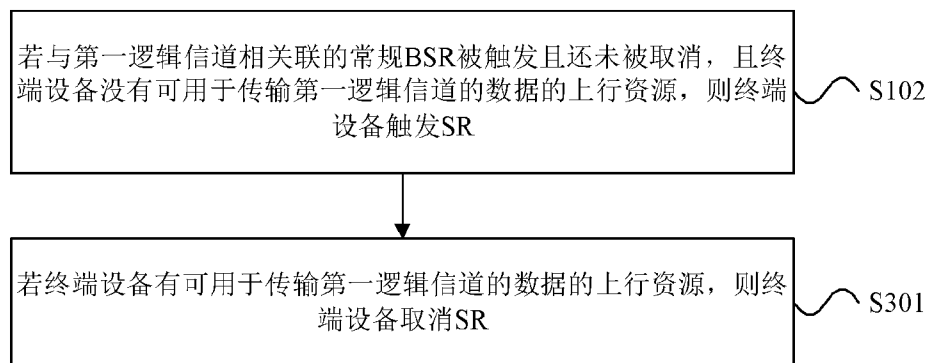 若与第一逻辑信道相关联的常规BSR被触发且还未被取消，且终
端设备没有可用于传输第一逻辑信道的数据的上行资源，则终端
设备触发SR
S102
若终端设备有可用于传输第一逻辑信道的数据的上行资源，则终
端设备取消SR
S301